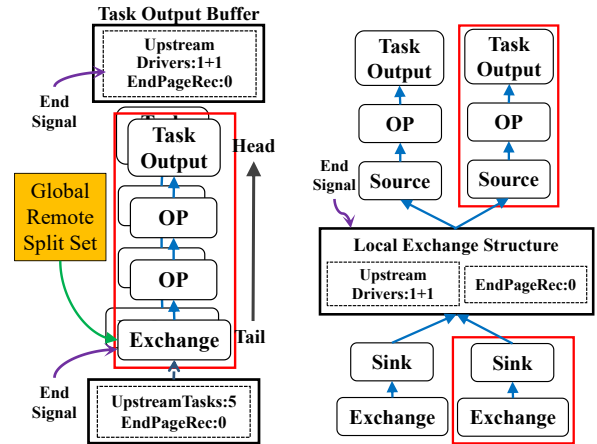 Task Output Buffer
Upstream
Drivers:1+1
EndPageRec:0
End
Signal
Task
Output
Head
Global
Remote
Split Set
OP
OP
Exchange
Tail
End
Signal
UpstreamTasks:5
EndPageRec:0
Task
Output
Task
Output
OP
OP
End
Signal
Source
Source
Local Exchange Structure
Upstream
Drivers:1+1
EndPageRec:0
Sink
Sink
Exchange
Exchange